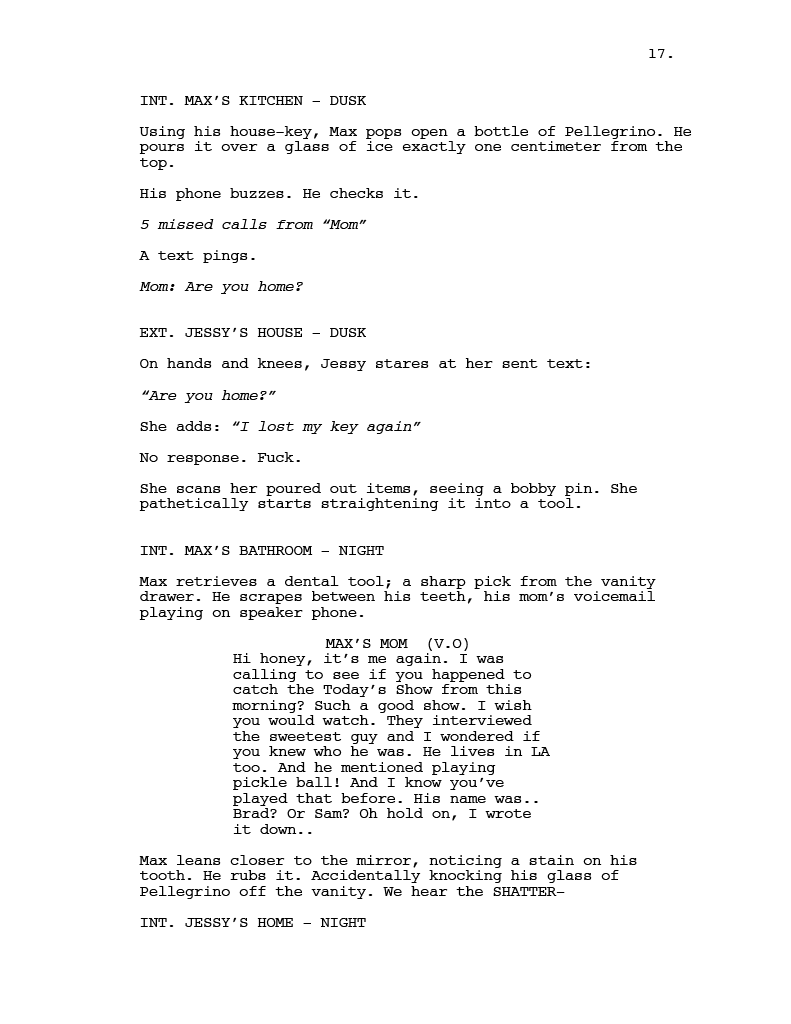 17.
INT. MAX’S KITCHEN – DUSK
Using his house-key, Max pops open a bottle of Pellegrino. He
pours it over a glass of ice exactly one centimeter from the
top.
His phone buzzes. He checks it.
5 missed calls from “Mom”
A text pings.
Mom: Are you home?
EXT. JESSY’S HOUSE – DUSK
On hands and knees, Jessy stares at her sent text:
“Are you home?”
She adds: “I lost my key again”
No response. Fuck.
She scans her poured out items, seeing a bobby pin. She
pathetically starts straightening it into a tool.
INT. MAX’S BATHROOM – NIGHT
Max retrieves a dental tool; a sharp pick from the vanity
drawer. He scrapes between his teeth, his mom’s voicemail
playing on speaker phone.
MAX’S MOM (V.O)
Hi honey, it’s me again. I was
calling to see if you happened to
catch the Today’s Show from this
morning? Such a good show. I wish
you would watch. They interviewed
the sweetest guy and I wondered if
you knew who he was. He lives in LA
too. And he mentioned playing
pickle ball! And I know you’ve
played that before. His name was..
Brad? Or Sam? Oh hold on, I wrote
it down..
Max leans closer to the mirror, noticing a stain on his
tooth. He rubs it. Accidentally knocking his glass of
Pellegrino off the vanity. We hear the SHATTER–
INT. JESSY’S HOME – NIGHT